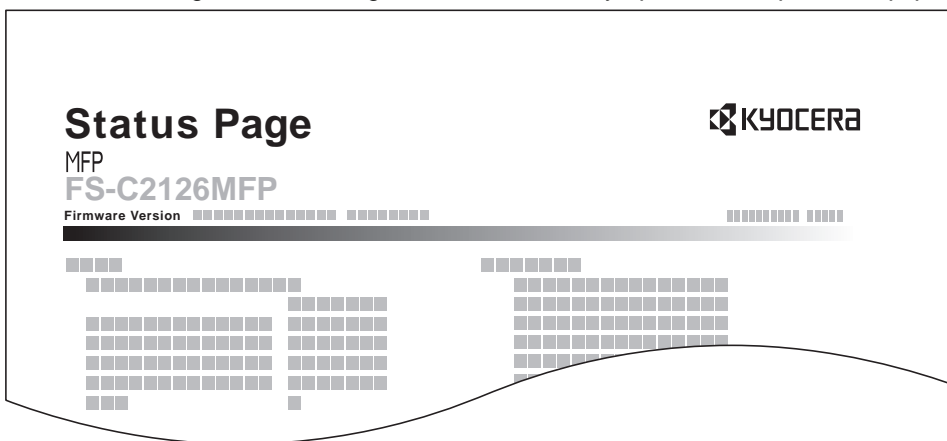 Status Page
KYOCERA
MFP
FS-C2126MFP
Firmware Version